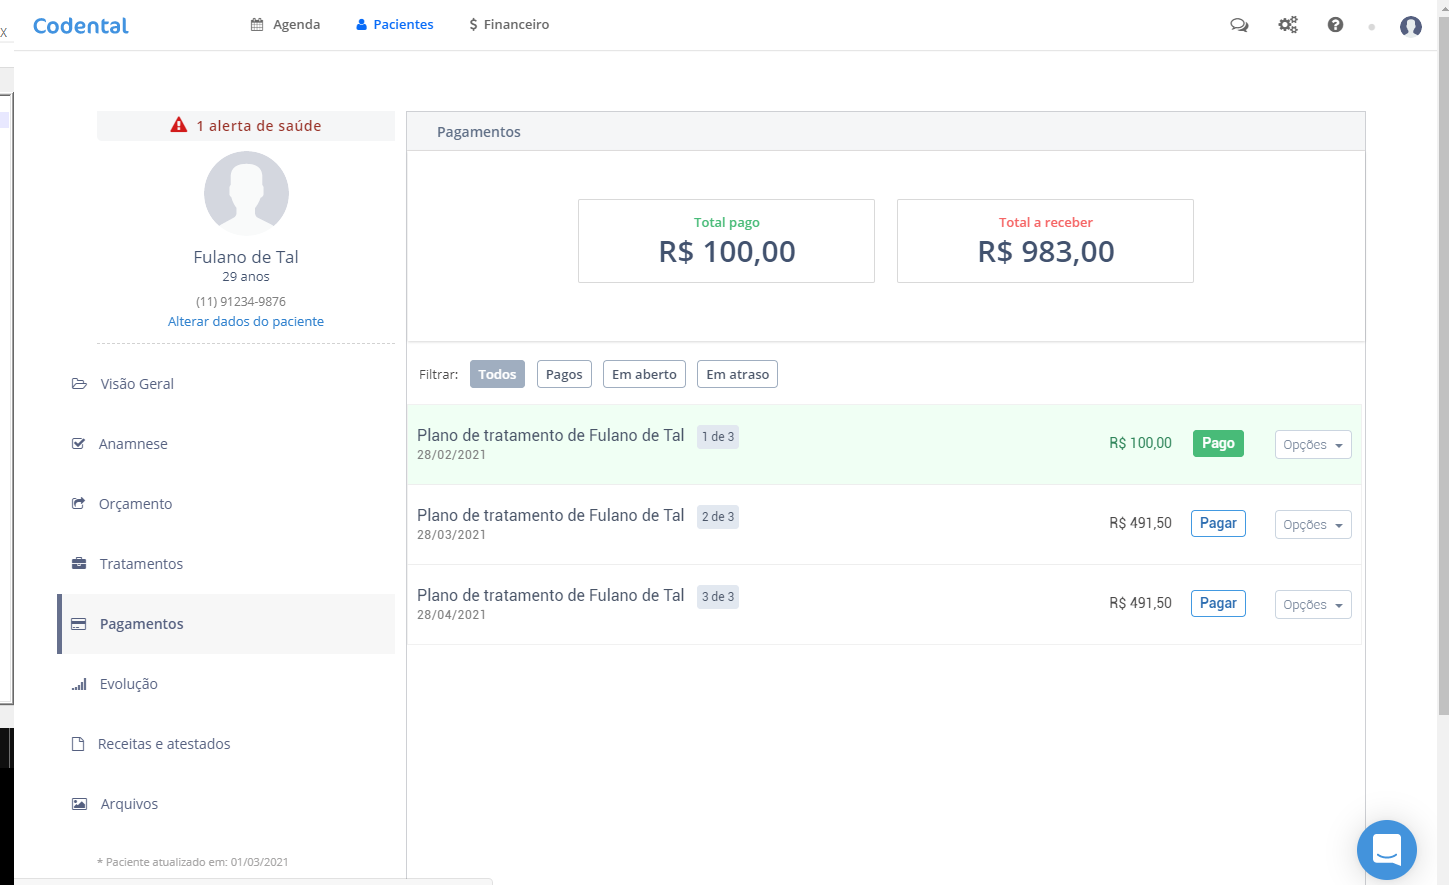 X
Codental
Agenda
Pacientes
$ Financeiro
1 alerta de saúde
Fulano de Tal
29 anos
(11) 91234-9876
Alterar dados do paciente
Visão Geral
Anamnese
Orçamento
Tratamentos
Pagamentos
Evolução
Receitas e atestados
Arquivos
* Paciente atualizado em: 01/03/2021
Pagamentos
Total pago
R$ 100,00
Total a receber
R$ 983,00
Filtrar: Todos Pagos Em aberto Em atraso
Plano de tratamento de Fulano de Tal 1 de 3 R$ 100,00 Pago Opções
28/02/2021
Plano de tratamento de Fulano de Tal 2 de 3 R$ 491,50 Pagar Opções
28/03/2021
Plano de tratamento de Fulano de Tal 3 de 3 R$ 491,50 Pagar Opções
28/04/2021